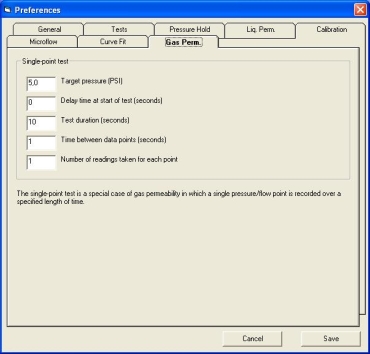 Preferences
General Tests Pressure Hold Liq. Perm. Calibration
Microflow Curve Fit Gas Perm.
Single-point test
5,0 Target pressure (PSI)
0 Delay time at start of test (seconds)
10 Test duration (seconds)
1 Time between data points (seconds)
1 Number of readings taken for each point
The single-point test is a special case of gas permeability in which a single pressure/flow point is recorded over a
specified length of time.
Cancel Save